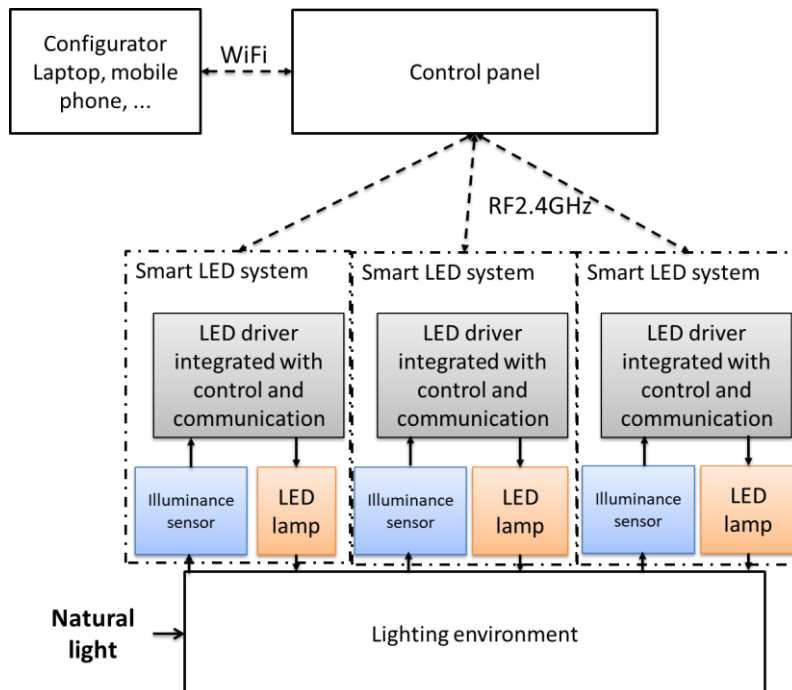 Configurator
Laptop, mobile
phone, ...
WiFi
Control panel
RF2.4GHz
Smart LED system
LED driver
integrated with
control and
communication
Illuminance
sensor
LED
lamp
Smart LED system
LED driver
integrated with
control and
communication
Illuminance
sensor
LED
lamp
Smart LED system
LED driver
integrated with
control and
communication
Illuminance
sensor
LED
lamp
Natural
light
Lighting environment